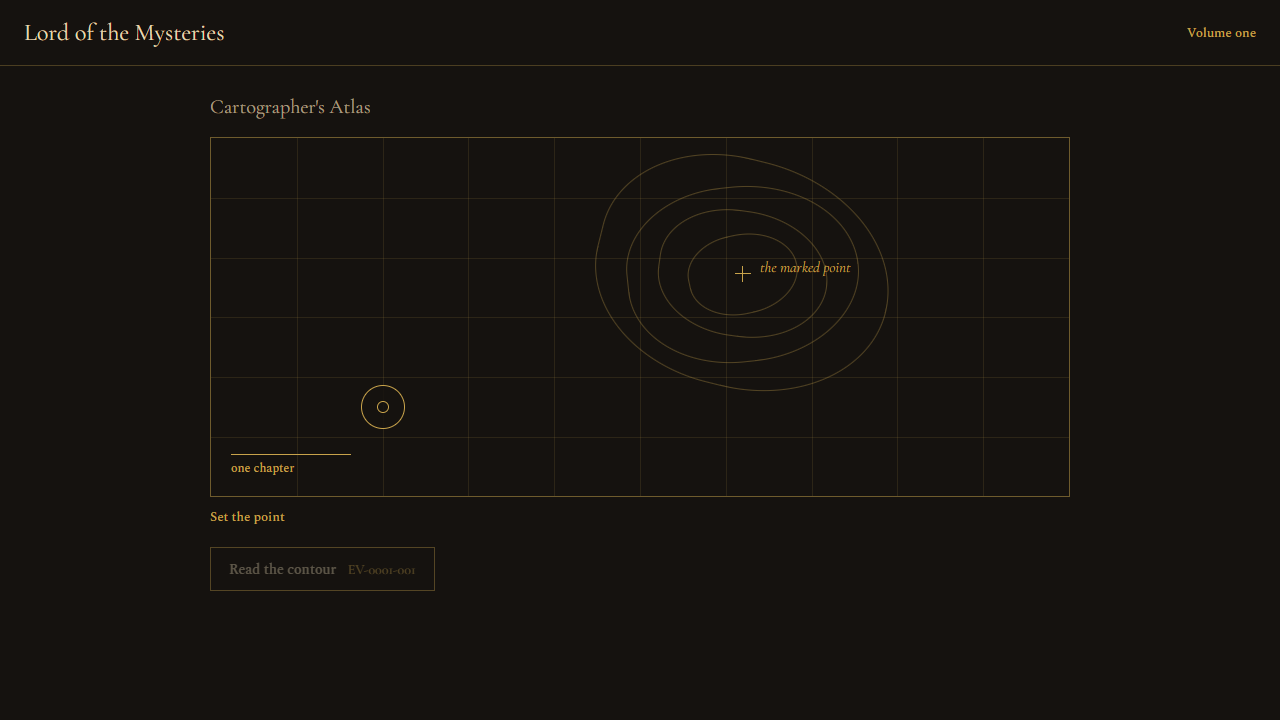 Lord of the Mysteries
Volume one
Cartographer's Atlas
the marked point
one chapter
Set the point
Read the contour EV-0001-001